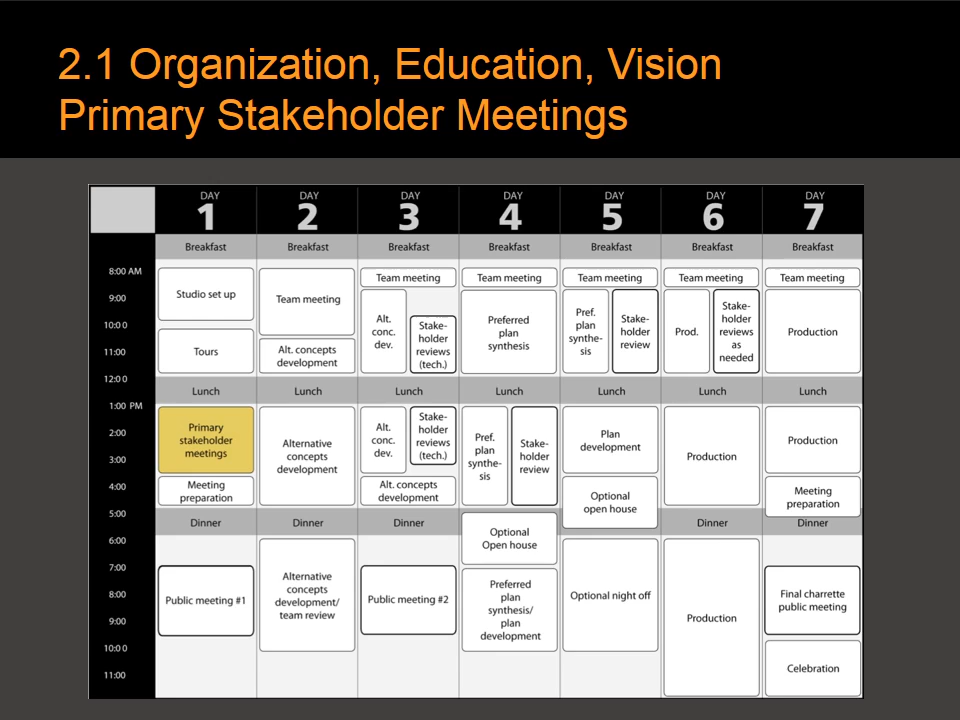 2.1 Organization, Education, Vision
Primary Stakeholder Meetings
DAY
1
DAY
2
DAY
3
DAY
4
DAY
5
DAY
6
DAY
7
8:00 AM
9:00
10:00
11:00
12:00
1:00 PM
2:00
3:00
4:00
5:00
6:00
7:00
8:00
9:00
10:00
11:00
Breakfast
Studio set up
Tours
Lunch
Primary
stakeholder
meetings
Meeting
preparation
Dinner
Public meeting #1
Breakfast
Team meeting
Alt. concepts
development
Lunch
Alternative
concepts
development
Dinner
Alternative
concepts
development/
team review
Breakfast
Team meeting
Alt.
conc.
dev.
Stake-
holder
reviews
(tech.)
Lunch
Alt.
conc.
dev.
Stake-
holder
reviews
(tech.)
Alt. concepts
development
Dinner
Public meeting #2
Breakfast
Team meeting
Preferred
plan
synthesis
Lunch
Pref.
plan
synthe-
sis
Stake-
holder
review
Optional
Open house
Preferred
plan
synthesis/
plan
development
Breakfast
Team meeting
Pref.
plan
synthe-
sis
Stake-
holder
review
Lunch
Plan
development
Optional
open house
Optional night off
Breakfast
Team meeting
Prod.
Stake-
holder
reviews
as
needed
Lunch
Production
Dinner
Production
Breakfast
Team meeting
Production
Lunch
Production
Meeting
preparation
Dinner
Final charrette
public meeting
Celebration